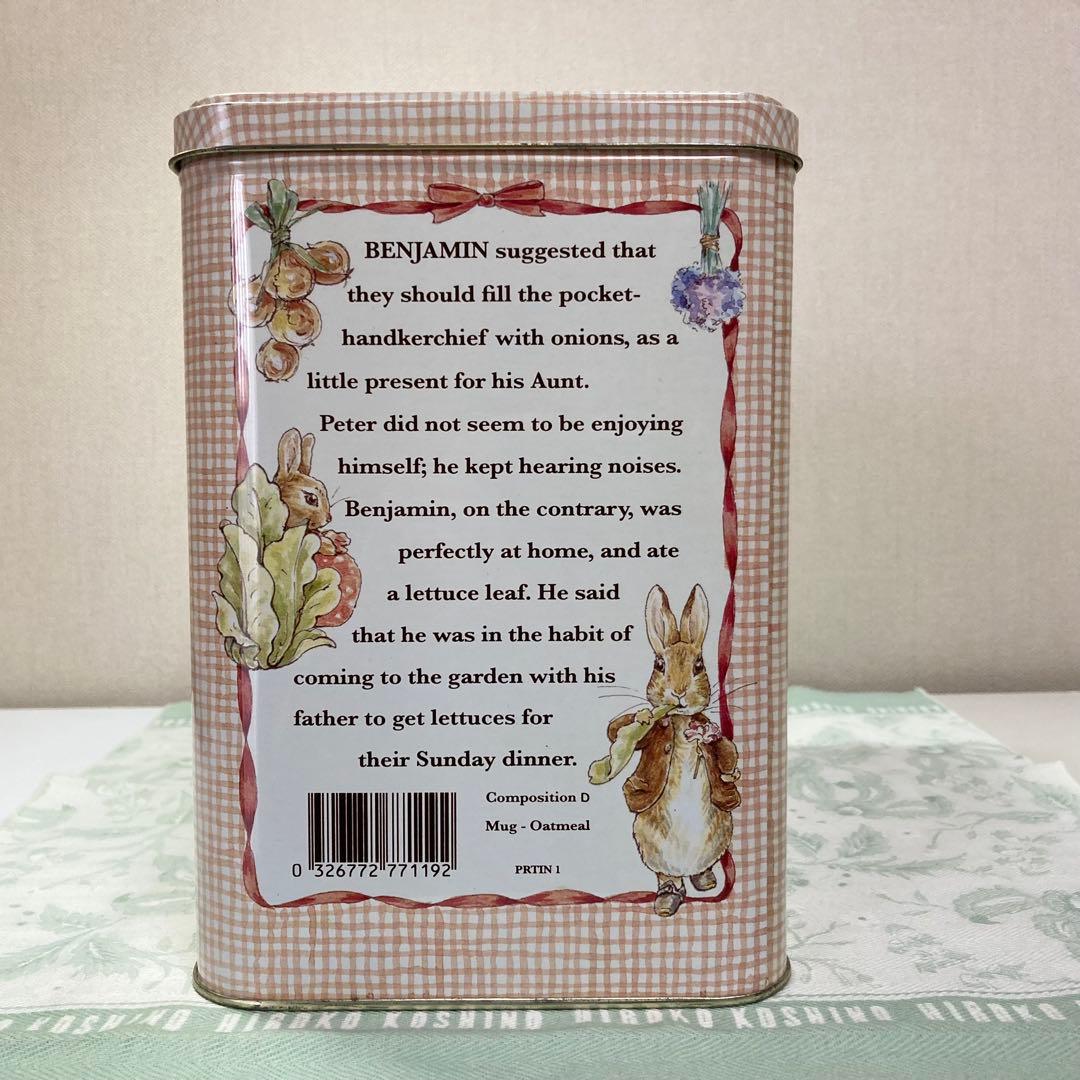 BENJAMIN suggested that
they should fill the pocket-
handkerchief with onions, as a
little present for his Aunt.
Peter did not seem to be enjoying
himself; he kept hearing noises.
Benjamin, on the contrary, was
perfectly at home, and ate
a lettuce leaf. He said
that he was in the habit of
coming to the garden with his
father to get lettuces for
their Sunday dinner.
Composition D
Mug - Oatmeal
0 326772 771192
PRTIN 1
KOSHINO HIROKO KOSHINO HIROKO KOSHINO HIROKO